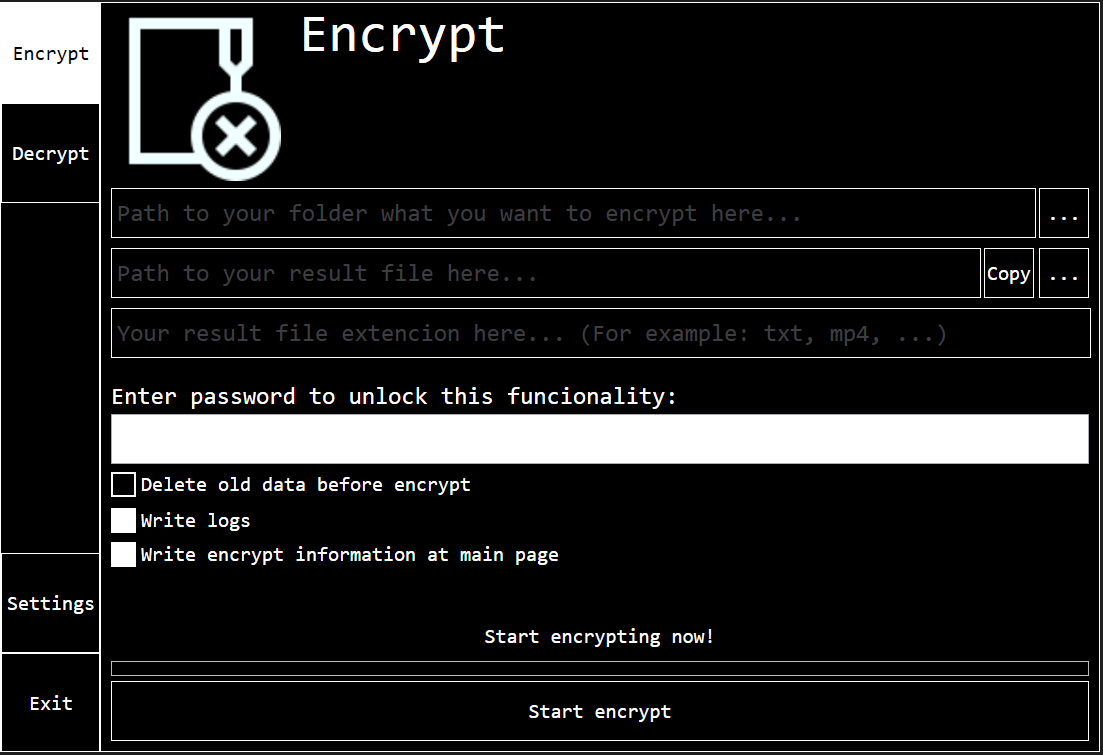 Encrypt
Encrypt
Decrypt
Path to your folder what you want to encrypt here...
...
Path to your result file here...
Copy
...
Your result file extencion here... (For example: txt, mp4, ...)
Enter password to unlock this funcionality:
Delete old data before encrypt
Write logs
Write encrypt information at main page
Settings
Start encrypting now!
Exit
Start encrypt